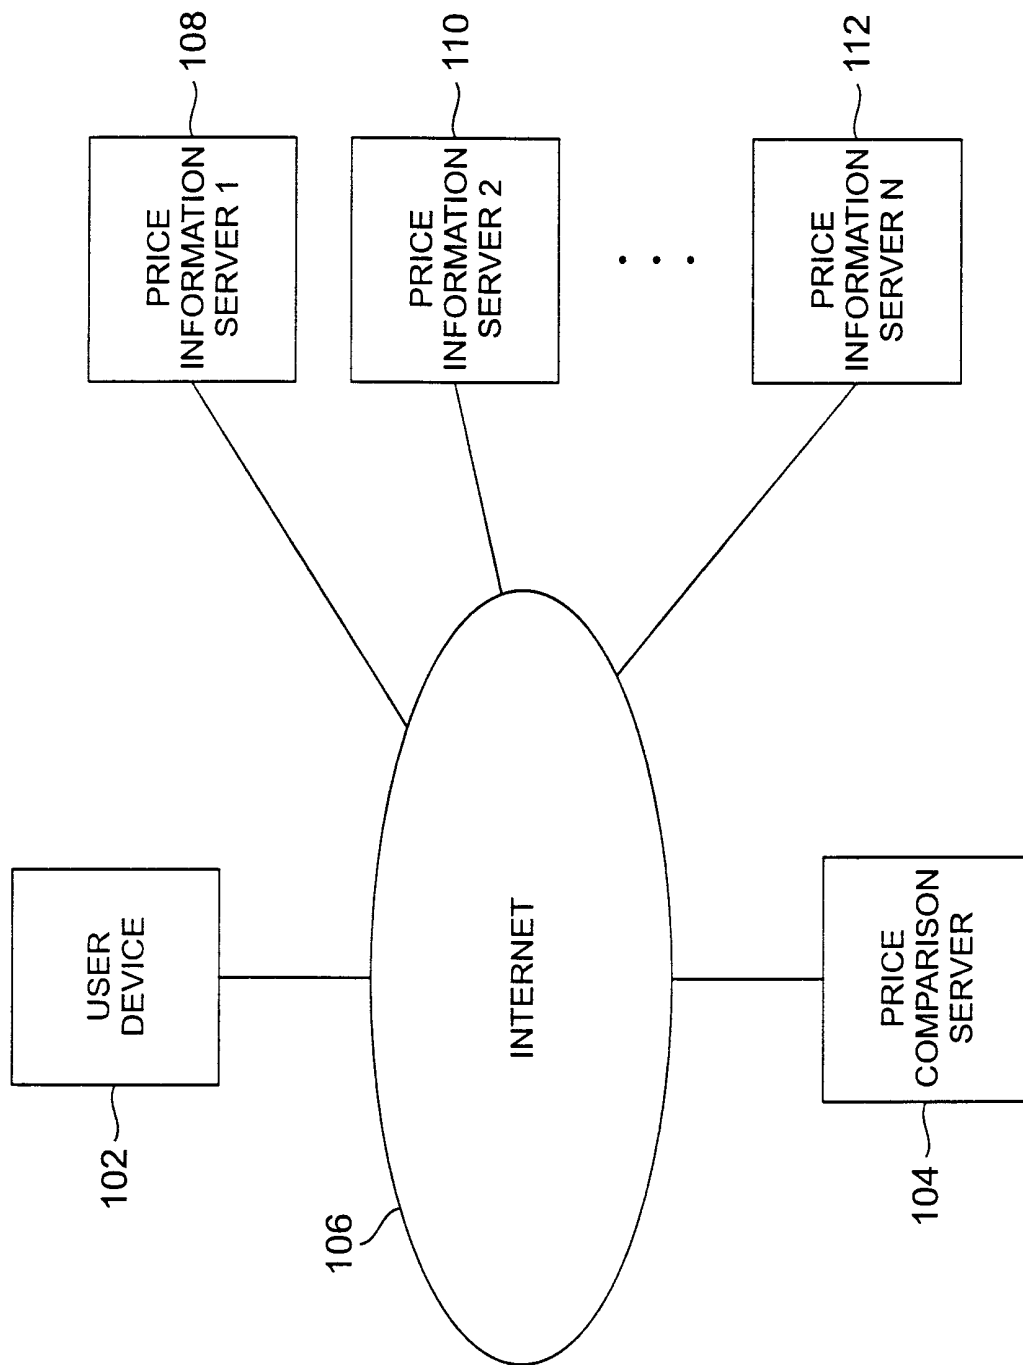 USER
DEVICE
102
106
INTERNET
PRICE
COMPARISON
SERVER
104
PRICE
INFORMATION
SERVER 1
108
PRICE
INFORMATION
SERVER 2
110
. . .
PRICE
INFORMATION
SERVER N
112